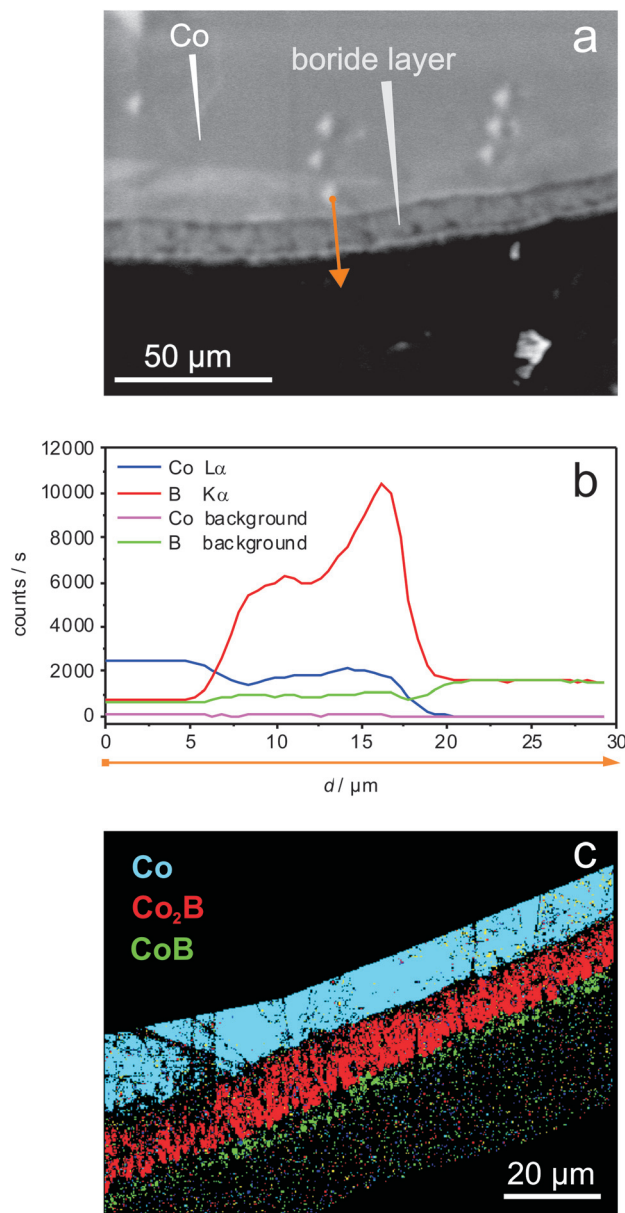 a
Co
boride layer
50 µm
b
12000
10000
8000
6000
4000
2000
0
counts / s
Co Lα
B Kα
Co background
B background
0 5 10 15 20 25 30
d / µm
c
Co
Co₂B
CoB
20 µm